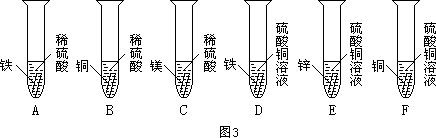 铁 稀硫酸
铜 稀硫酸
镁 稀硫酸
铁 硫酸铜溶液
锌 硫酸铜溶液
铜 硫酸铜溶液
A B C D E F
图3